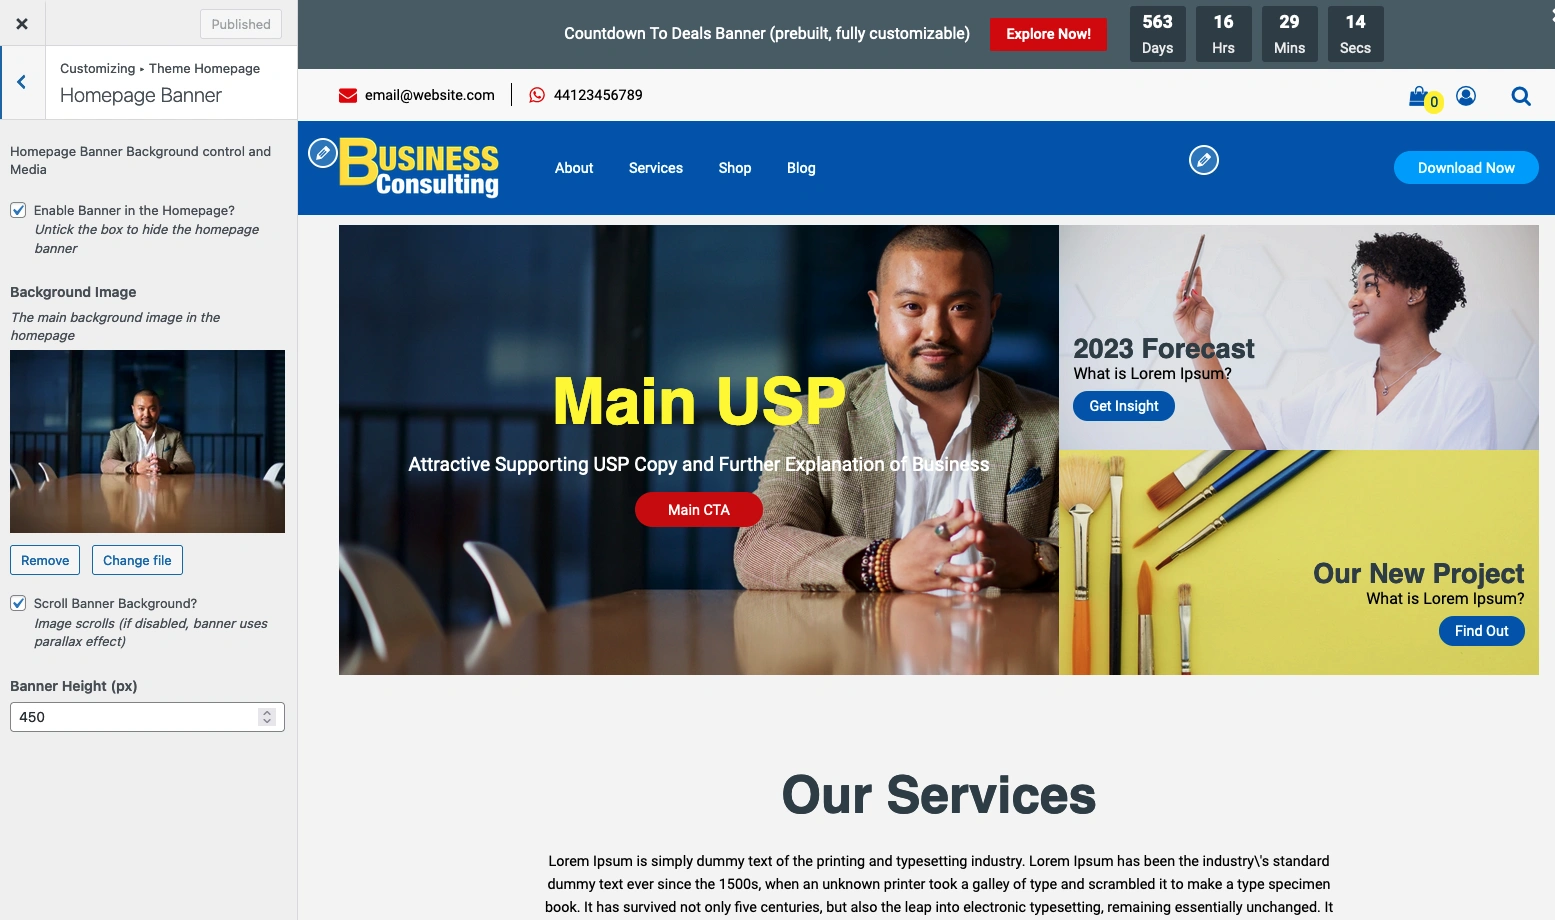 Published
Customizing ▸ Theme Homepage
Homepage Banner
Homepage Banner Background control and
Media
Enable Banner in the Homepage?
Untick the box to hide the homepage
banner
Background Image
The main background image in the
homepage
Remove
Change file
Scroll Banner Background?
Image scrolls (if disabled, banner uses
parallax effect)
Banner Height (px)
450
Countdown To Deals Banner (prebuilt, fully customizable)
Explore Now!
563
Days
16
Hrs
29
Mins
14
Secs
email@website.com
44123456789
0
BUSINESS
Consulting
About
Services
Shop
Blog
Download Now
Main USP
Attractive Supporting USP Copy and Further Explanation of Business
Main CTA
2023 Forecast
What is Lorem Ipsum?
Get Insight
Our New Project
What is Lorem Ipsum?
Find Out
Our Services
Lorem Ipsum is simply dummy text of the printing and typesetting industry. Lorem Ipsum has been the industry\'s standard
dummy text ever since the 1500s, when an unknown printer took a galley of type and scrambled it to make a type specimen
book. It has survived not only five centuries, but also the leap into electronic typesetting, remaining essentially unchanged. It